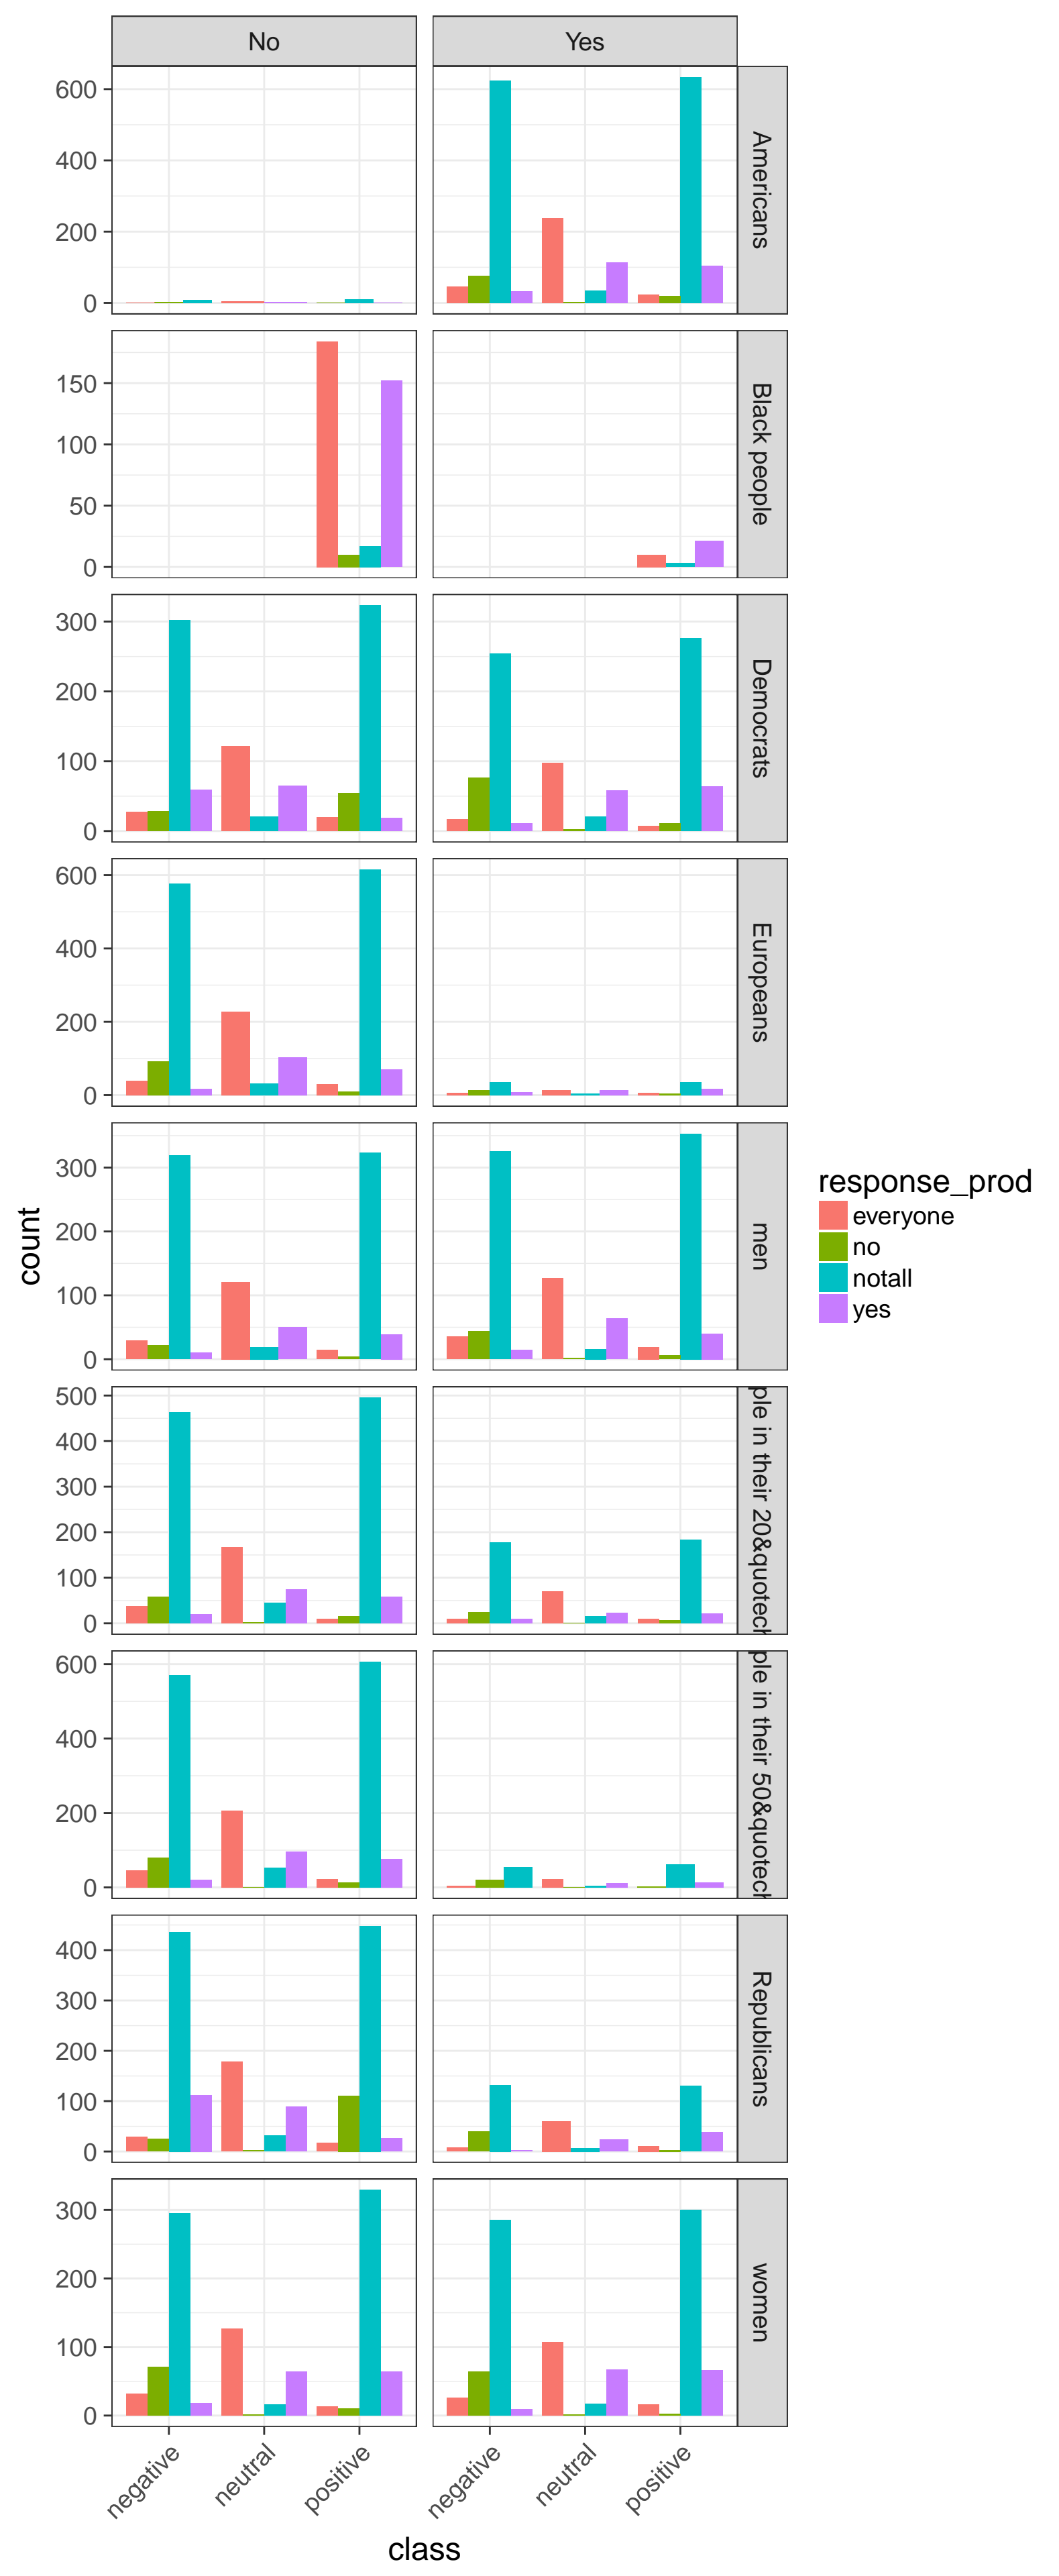 No
Yes
600
400
200
0
Americans
150
100
50
0
Black people
300
200
100
0
Democrats
600
400
200
0
Europeans
300
200
100
0
men
500
400
300
200
100
0
ple in their 20&quotech
600
400
200
0
ple in their 50&quotech
400
300
200
100
0
Republicans
300
200
100
0
women
negative
neutral
positive
negative
neutral
positive
class
count
response_prod
everyone
no
notall
yes